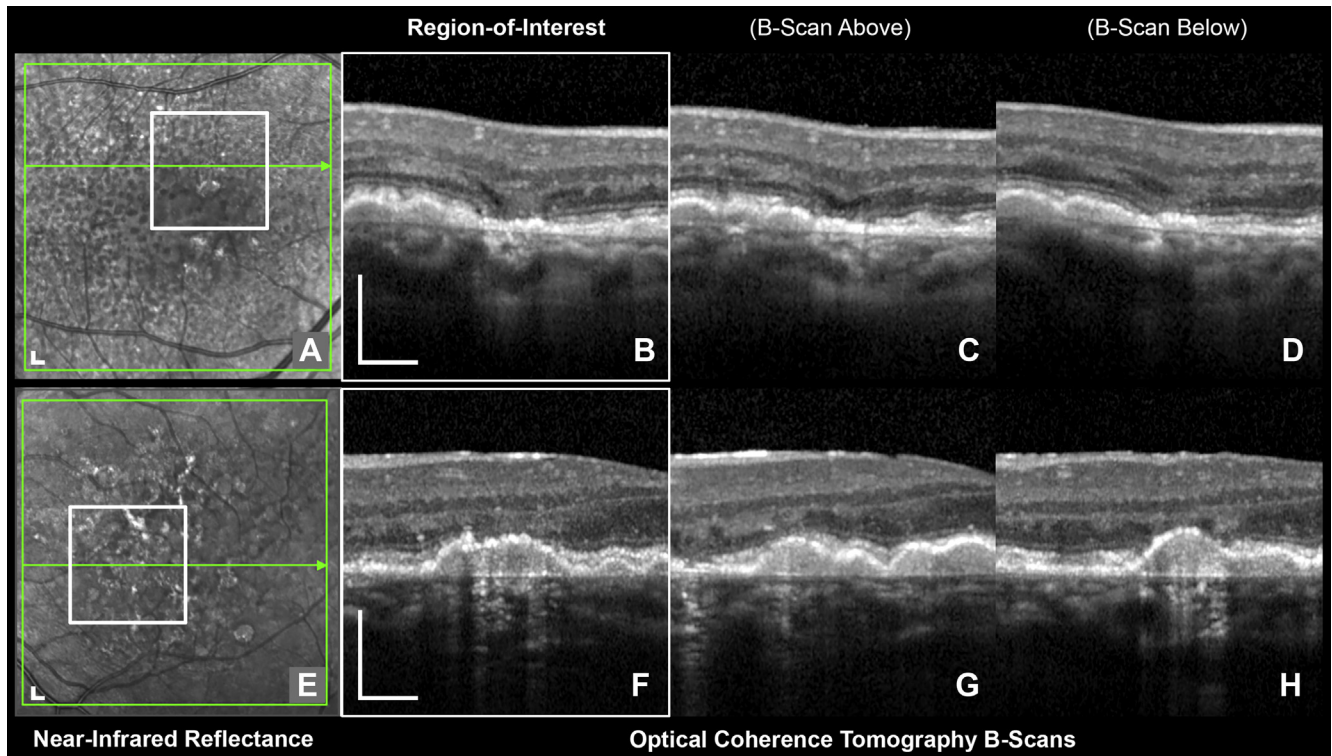 Region-of-Interest (B-Scan Above) (B-Scan Below)
A B C D
E F G H
Near-Infrared Reflectance Optical Coherence Tomography B-Scans